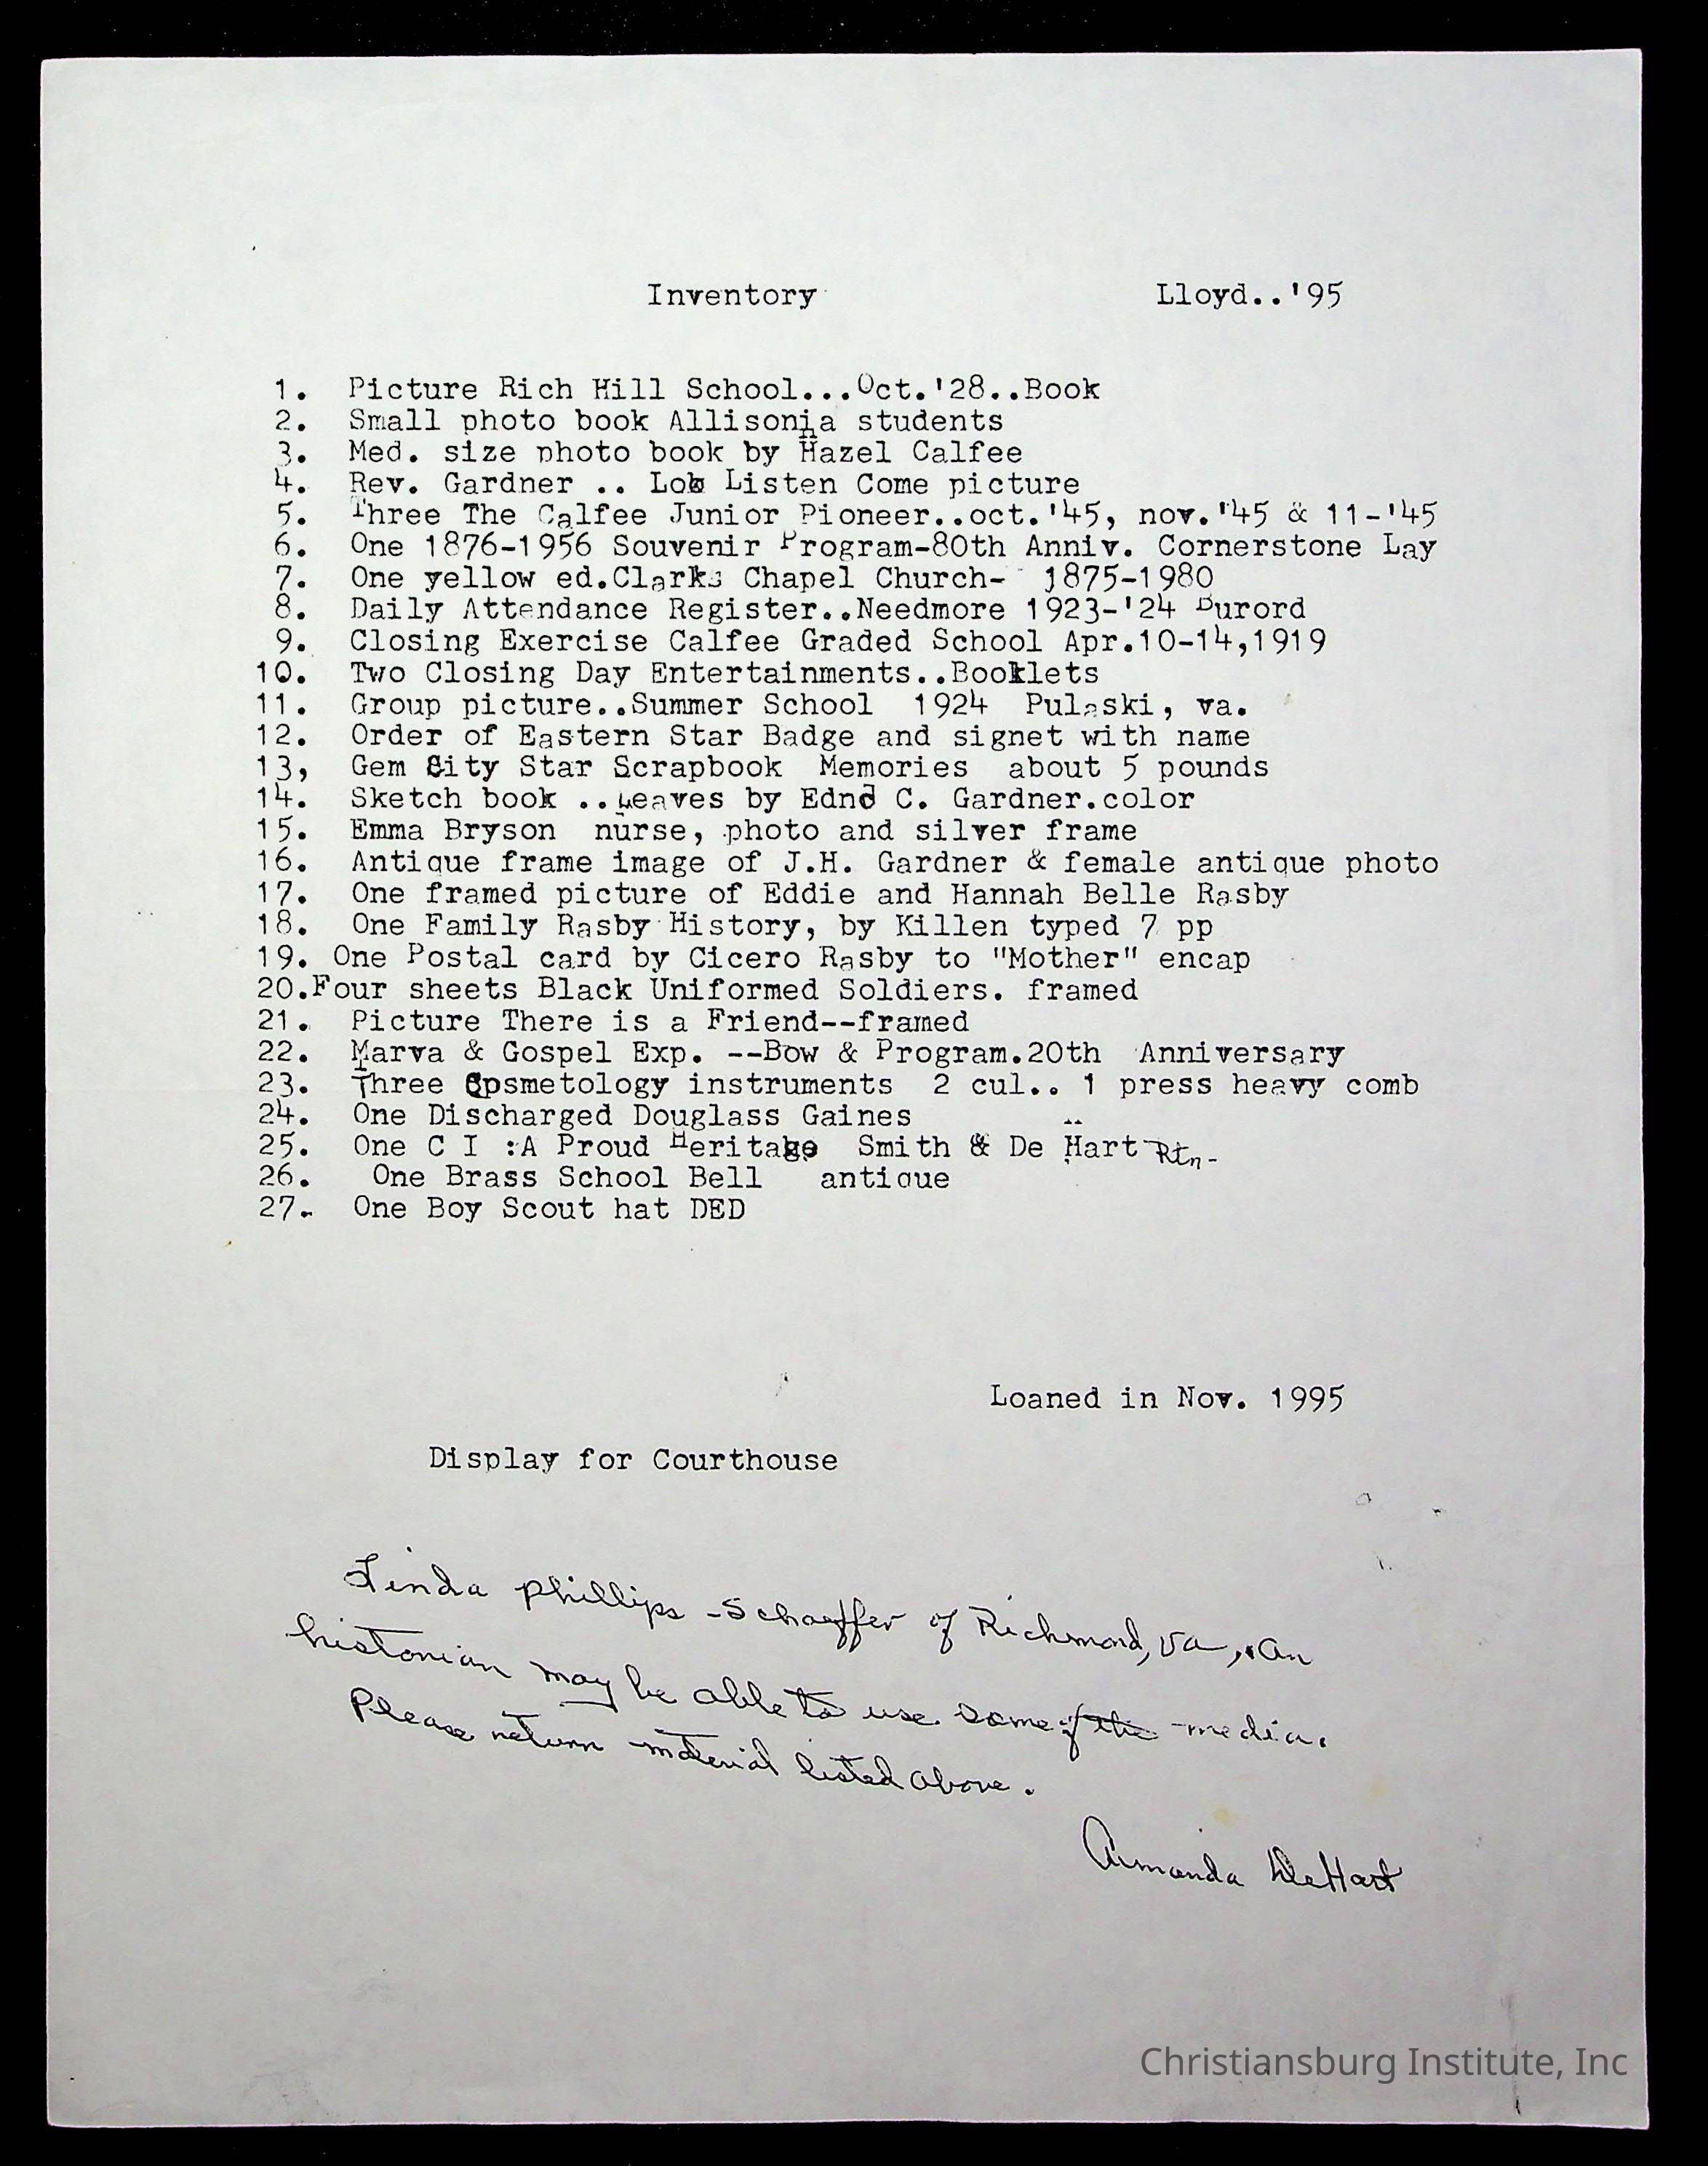 Inventory Lloyd..'95
1. Picture Rich Hill School...Oct.'28..Book
2. Small photo book Allisonia students
3. Med. size photo book by Hazel Calfee
4. Rev. Gardner .. Listen Come picture
5. Three The Calfee Junior Pioneer..oct.'45, nov.'45 & 11-'45
6. One 1876-1956 Souvenir Program-80th Anniv. Cornerstone Lay
7. One yellow ed.Clarks Chapel Church- 1875-1980
8. Daily Attendance Register..Needmore 1923-'24 Burord
9. Closing Exercise Calfee Graded School Apr.10-14,1919
10. Two Closing Day Entertainments..Booklets
11. Group picture..Summer School 1924 Pulaski, va.
12. Order of Eastern Star Badge and signet with name
13, Gem City Star Scrapbook Memories about 5 pounds
14. Sketch book ..Leaves by C. Gardner.color
15. Emma Bryson nurse, photo and silver frame
16. Antique frame image of J.H. Gardner & female antique photo
17. One framed picture of Eddie and Hannah Belle Rasby
18. One Family Rasby History, by Killen typed 7 pp
19. One Postal card by Cicero Rasby to "Mother" encap
20.Four sheets Black Uniformed Soldiers. framed
21. Picture There is a Friend--framed
22. Marva & Gospel Exp. --Bow & Program.20th Anniversary
23. Three Cosmetology instruments 2 cul.. 1 press heavy comb
24. One Discharged Douglass Gaines
25. One C I :A Proud Heritage Smith & De Hart Rtn-
26. One Brass School Bell antique
27. One Boy Scout hat DED
Loaned in Nov. 1995
Display for Courthouse
Linda Phillips-Schaeffer of Richmond, Va, an
historian may be able to use some of the media.
Please return material listed above.
Amanda DeHart
Christiansburg Institute, Inc